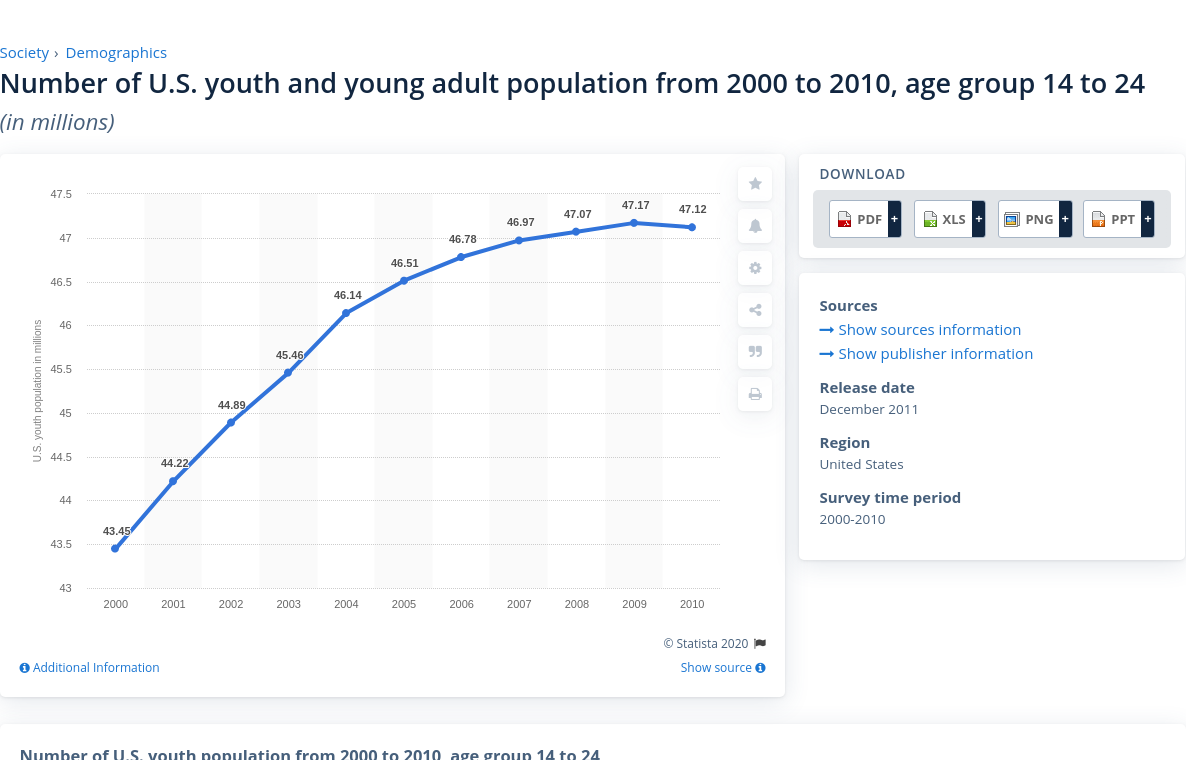 Society › Demographics
Number of U.S. youth and young adult population from 2000 to 2010, age group 14 to 24
(in millions)
47.5
47
46.5
46
45.5
45
44.5
44
43.5
43
U.S. youth population in millions
43.45
44.22
44.89
45.46
46.14
46.51
46.78
46.97
47.07
47.17
47.12
2000 2001 2002 2003 2004 2005 2006 2007 2008 2009 2010
© Statista 2020
Additional Information
Show source
DOWNLOAD
PDF + XLS + PNG + PPT +
Sources
Show sources information
Show publisher information
Release date
December 2011
Region
United States
Survey time period
2000-2010
Number of U.S. youth population from 2000 to 2010, age group 14 to 24